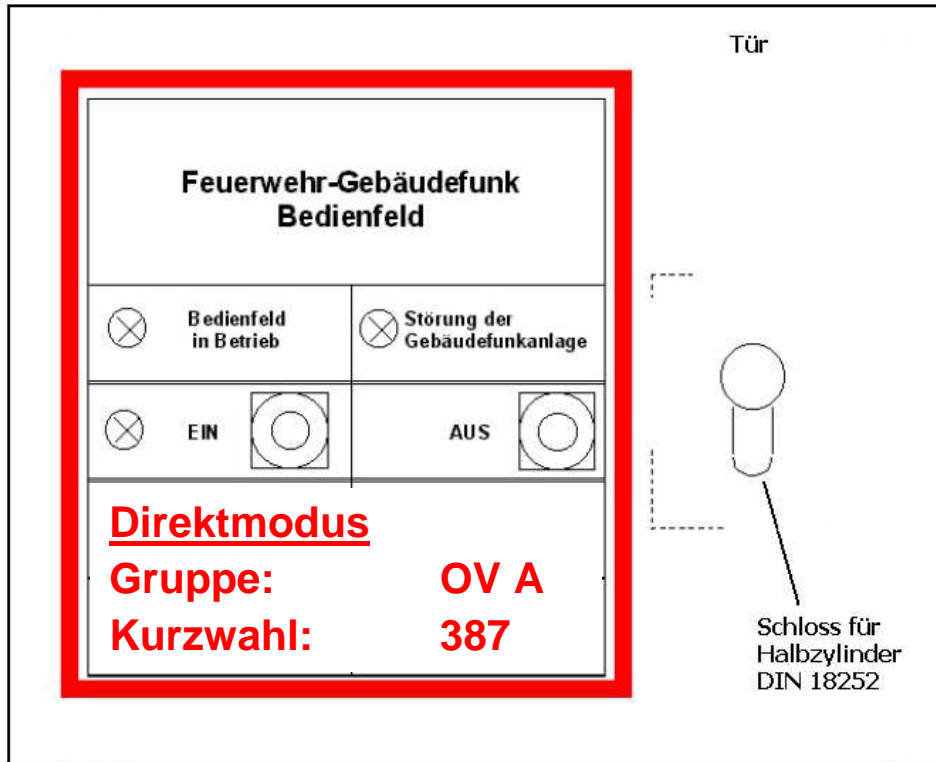 Tür
Feuerwehr-Gebäudefunk
Bedienfeld
Bedienfeld
in Betrieb
Störung der
Gebäudefunkanlage
EIN
AUS
Direktmodus
Gruppe: OV A
Kurzwahl: 387
Schloss für
Halbzylinder
DIN 18252